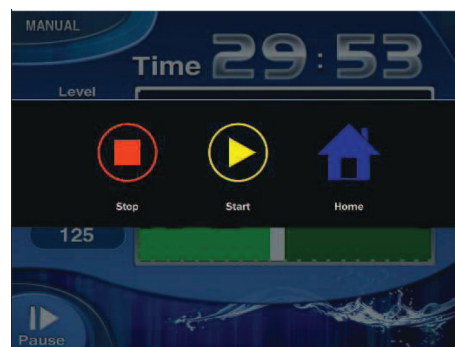 MANUAL
Time 29:53
Level
Stop Start Home
125
Pause